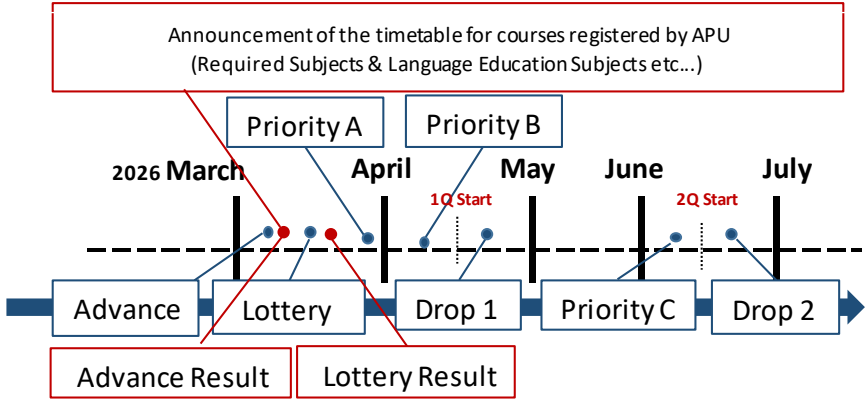 Announcement of the timetable for courses registered by APU
(Required Subjects & Language Education Subjects etc...)
Priority A
Priority B
2026 March
April
May
June
July
1Q Start
2Q Start
Advance
Lottery
Drop 1
Priority C
Drop 2
Advance Result
Lottery Result